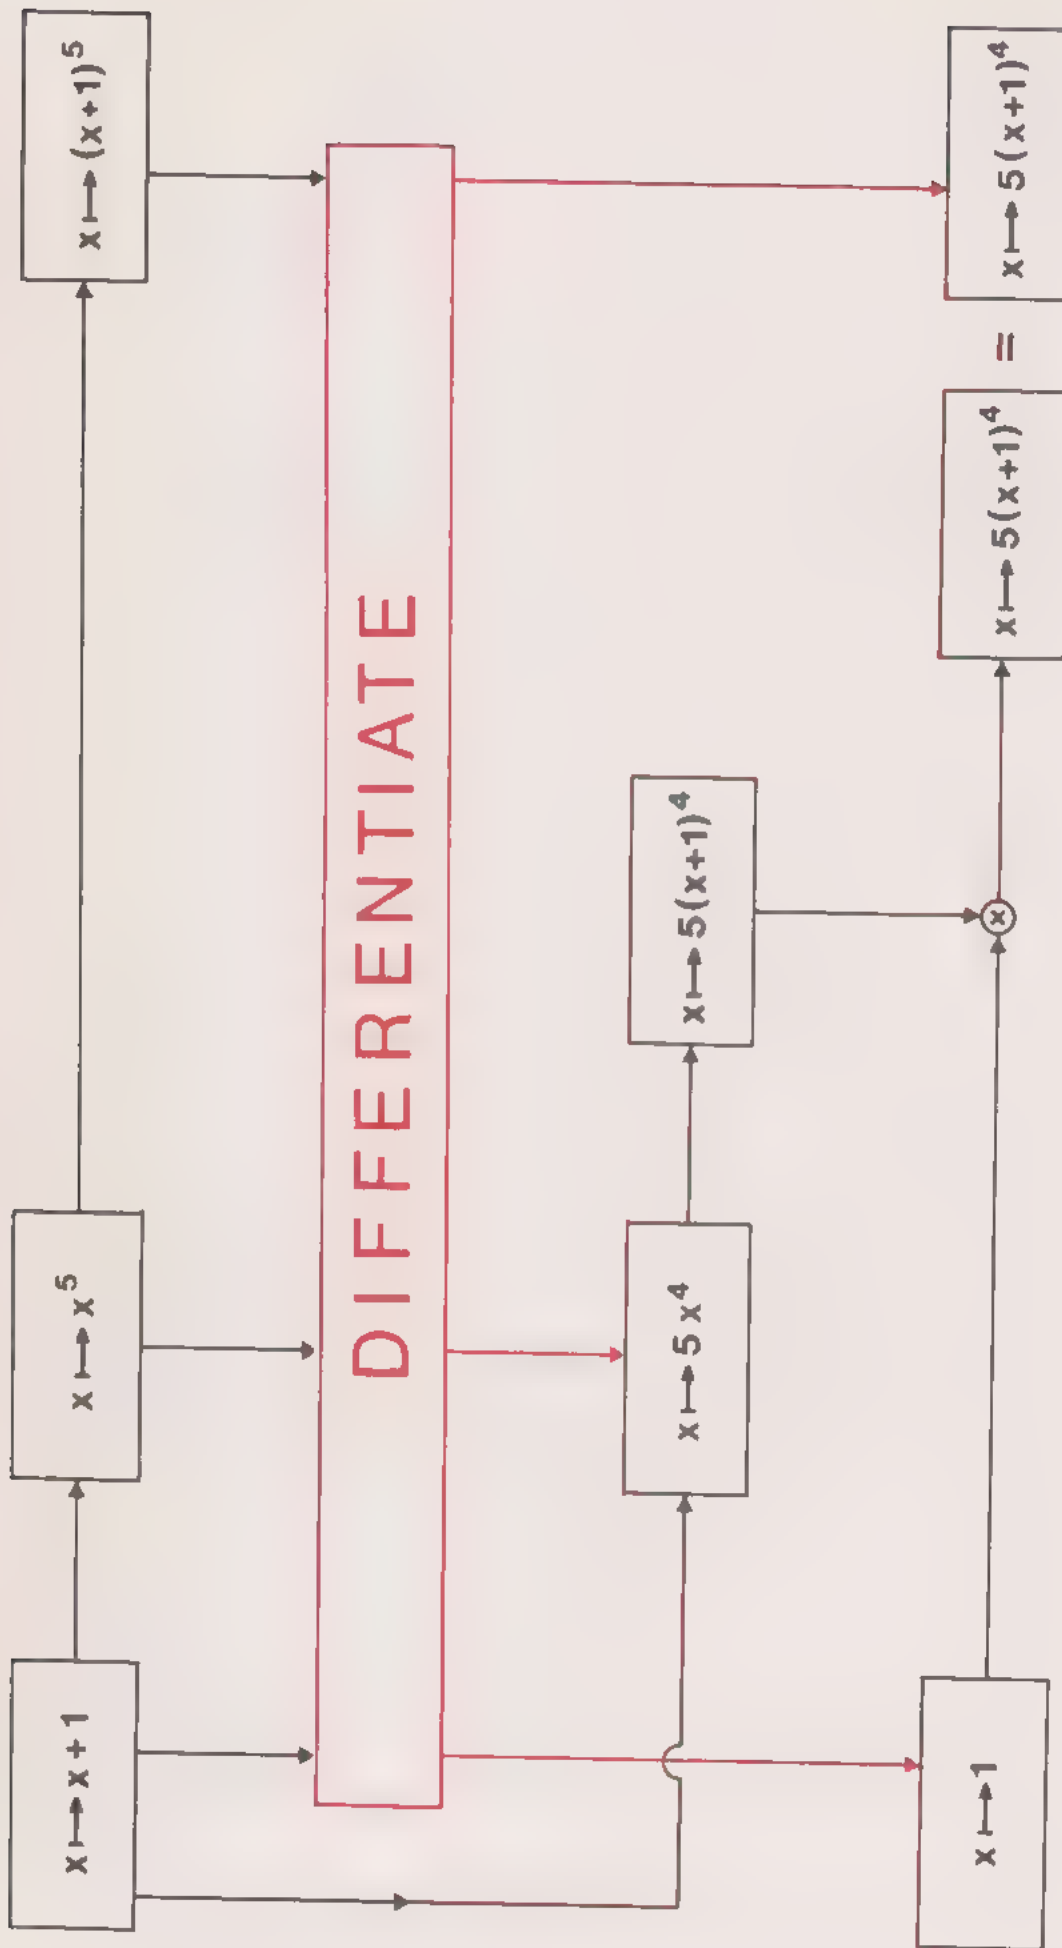 x ⟼ x + 1
x ⟼ x⁵
x ⟼ (x+1)⁵
DIFFERENTIATE
x ⟼ 5x⁴
x ⟼ 5(x+1)⁴
x ⟼ 1
×
x ⟼ 5(x+1)⁴
=
x ⟼ 5(x+1)⁴